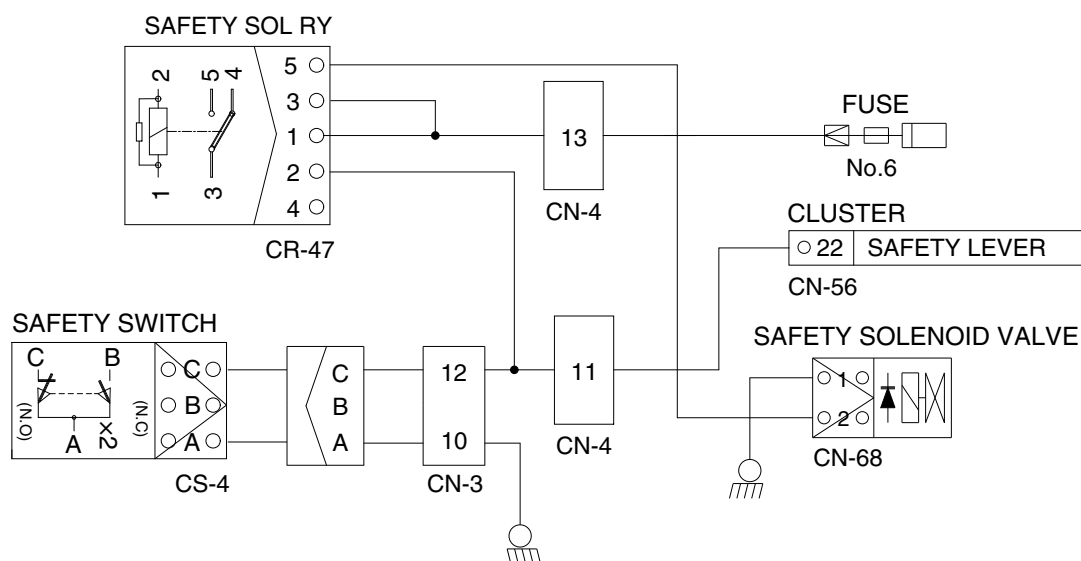 SAFETY SOL RY
2
5
4
1
3
5
3
1
2
4
CR-47
13
CN-4
FUSE
No.6
CLUSTER
22 SAFETY LEVER
CN-56
SAFETY SWITCH
C B
(N.O)
A
×2
(N.C)
C
B
A
CS-4
C
B
A
12
10
CN-3
11
CN-4
SAFETY SOLENOID VALVE
1
2
CN-68